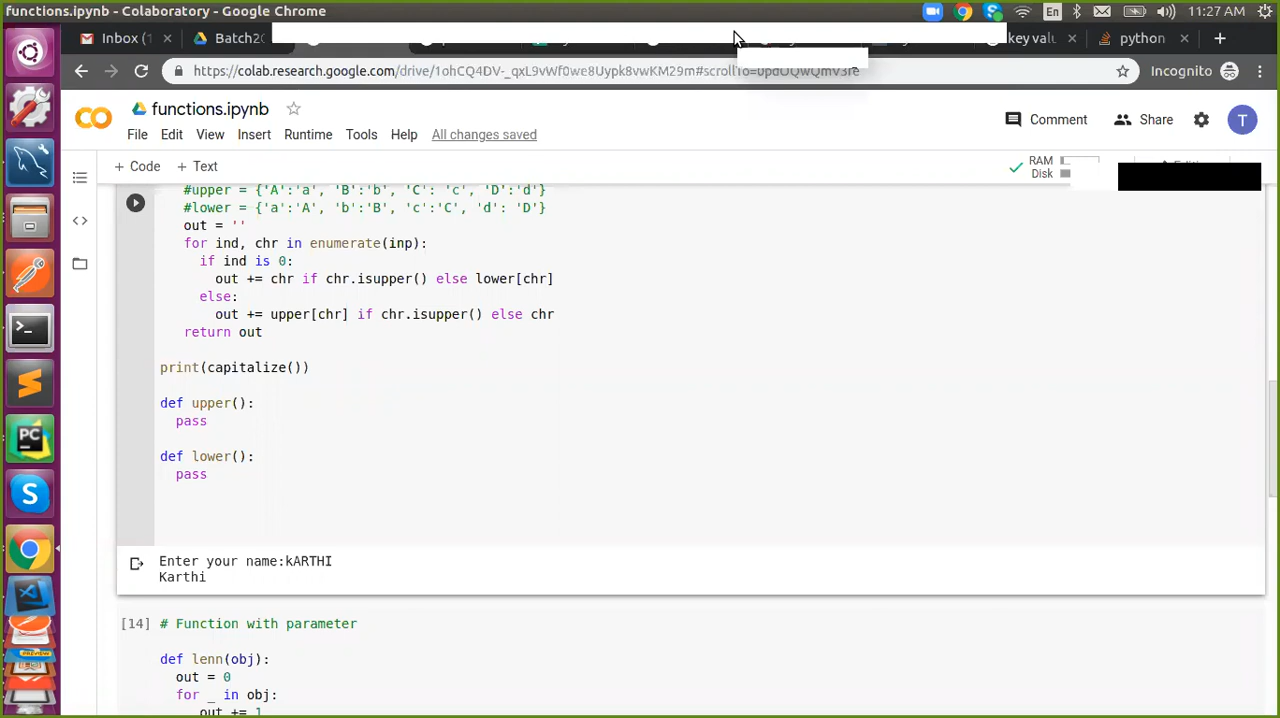 functions.ipynb - Colaboratory - Google Chrome
En
11:27 AM
Inbox (1
Batch2
key valu
python
https://colab.research.google.com/drive/1ohCQ4DV-_qxL9vWf0we8Uypk8vwKM29m#scrollTo=
Incognito
functions.ipynb
File Edit View Insert Runtime Tools Help All changes saved
Comment
Share
T
+ Code + Text
RAM
Disk
#upper = {'A':'a', 'B':'b', 'C': 'c', 'D':'d'}
#lower = {'a':'A', 'b':'B', 'c':'C', 'd': 'D'}
out = ''
for ind, chr in enumerate(inp):
if ind is 0:
out += chr if chr.isupper() else lower[chr]
else:
out += upper[chr] if chr.isupper() else chr
return out
print(capitalize())
def upper():
pass
def lower():
pass
Enter your name:kARTHI
Karthi
[14] # Function with parameter
def lenn(obj):
out = 0
for _ in obj:
out += 1